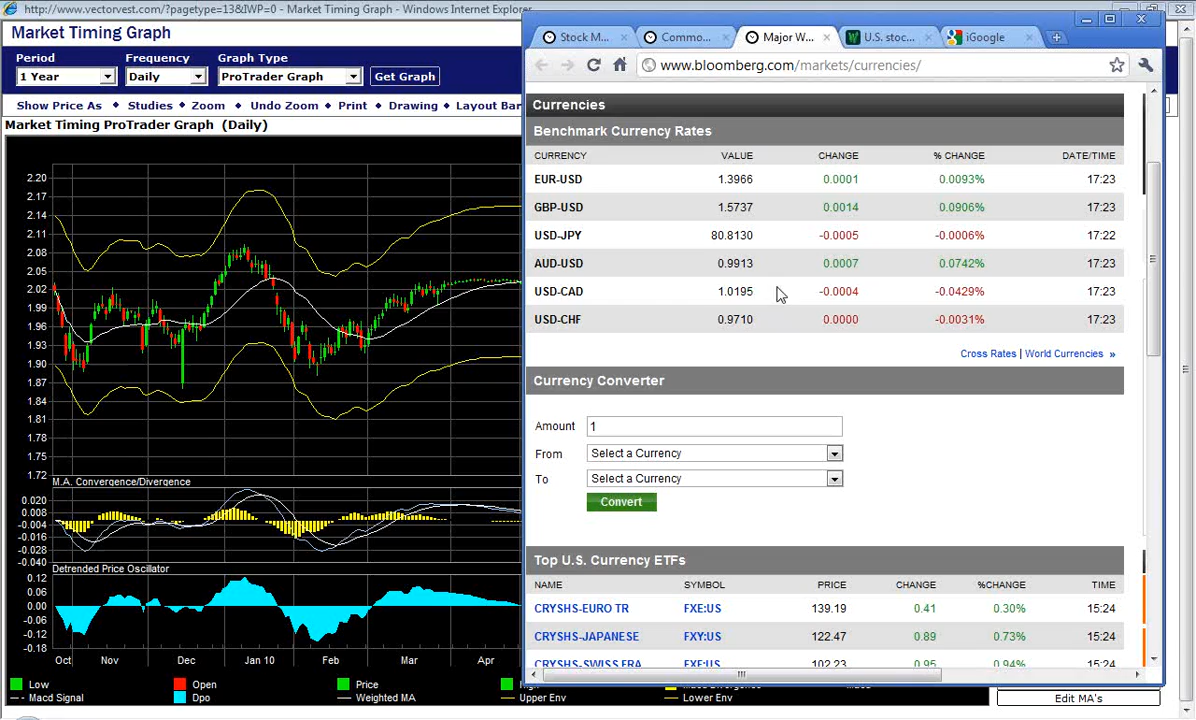 http://www.vectorvest.com/?pagetype=13&IWP=0 - Market Timing Graph - Windows Internet Explorer
Market Timing Graph
Period Frequency Graph Type
1 Year Daily ProTrader Graph Get Graph
Show Price As Studies Zoom Undo Zoom Print Drawing Layout Bar
Market Timing ProTrader Graph (Daily)
2.20
2.17
2.14
2.11
2.08
2.05
2.02
1.99
1.96
1.93
1.90
1.87
1.84
1.81
1.78
1.75
1.72
M.A. Convergence/Divergence
0.020
0.008
-0.004
-0.016
-0.028
-0.040
Detrended Price Oscillator
0.12
0.06
0.00
-0.06
-0.12
-0.18
Oct Nov Dec Jan 10 Feb Mar Apr
Low Open Price
Macd Signal Dpo Weighted MA Upper Env Lower Env
Edit MA's
Stock M... Commo... Major W... U.S. stoc... iGoogle
www.bloomberg.com/markets/currencies/
Currencies
Benchmark Currency Rates
CURRENCY VALUE CHANGE % CHANGE DATE/TIME
EUR-USD 1.3966 0.0001 0.0093% 17:23
GBP-USD 1.5737 0.0014 0.0906% 17:23
USD-JPY 80.8130 -0.0005 -0.0006% 17:22
AUD-USD 0.9913 0.0007 0.0742% 17:23
USD-CAD 1.0195 -0.0004 -0.0429% 17:23
USD-CHF 0.9710 0.0000 -0.0031% 17:23
Cross Rates | World Currencies »
Currency Converter
Amount 1
From Select a Currency
To Select a Currency
Convert
Top U.S. Currency ETFs
NAME SYMBOL PRICE CHANGE %CHANGE TIME
CRYSHS-EURO TR FXE:US 139.19 0.41 0.30% 15:24
CRYSHS-JAPANESE FXY:US 122.47 0.89 0.73% 15:24
CRYSHS-SWISS FRA FXF:US 102.23 0.95 0.94% 15:24